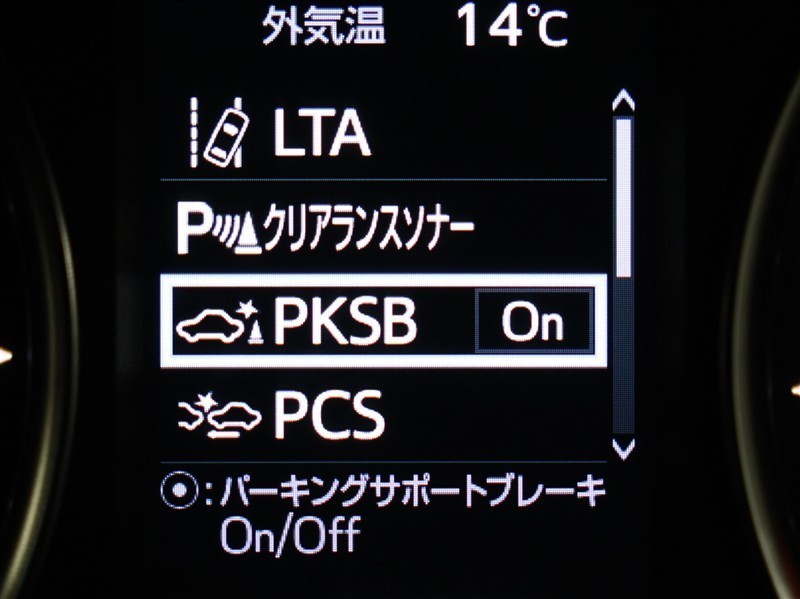 外気温 14℃
LTA
Pクリアランスソナー
PKSB On
PCS
⦿:パーキングサポートブレーキ
On/Off